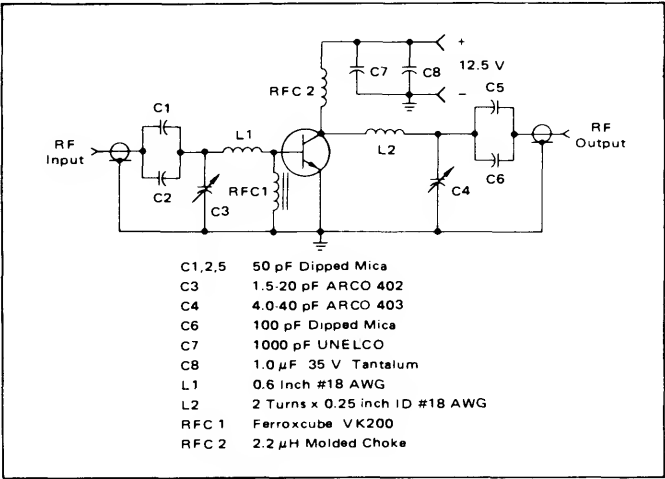 +
12.5 V
–
C7
C8
RFC 2
C5
C1
RF
Input
L1
L2
RF
Output
C2
C6
RFC1
C3
C4
C1,2,5 50 pF Dipped Mica
C3 1.5-20 pF ARCO 402
C4 4.0-40 pF ARCO 403
C6 100 pF Dipped Mica
C7 1000 pF UNELCO
C8 1.0 μF 35 V Tantalum
L1 0.6 Inch #18 AWG
L2 2 Turns x 0.25 inch ID #18 AWG
RFC 1 Ferroxcube VK200
RFC 2 2.2 μH Molded Choke